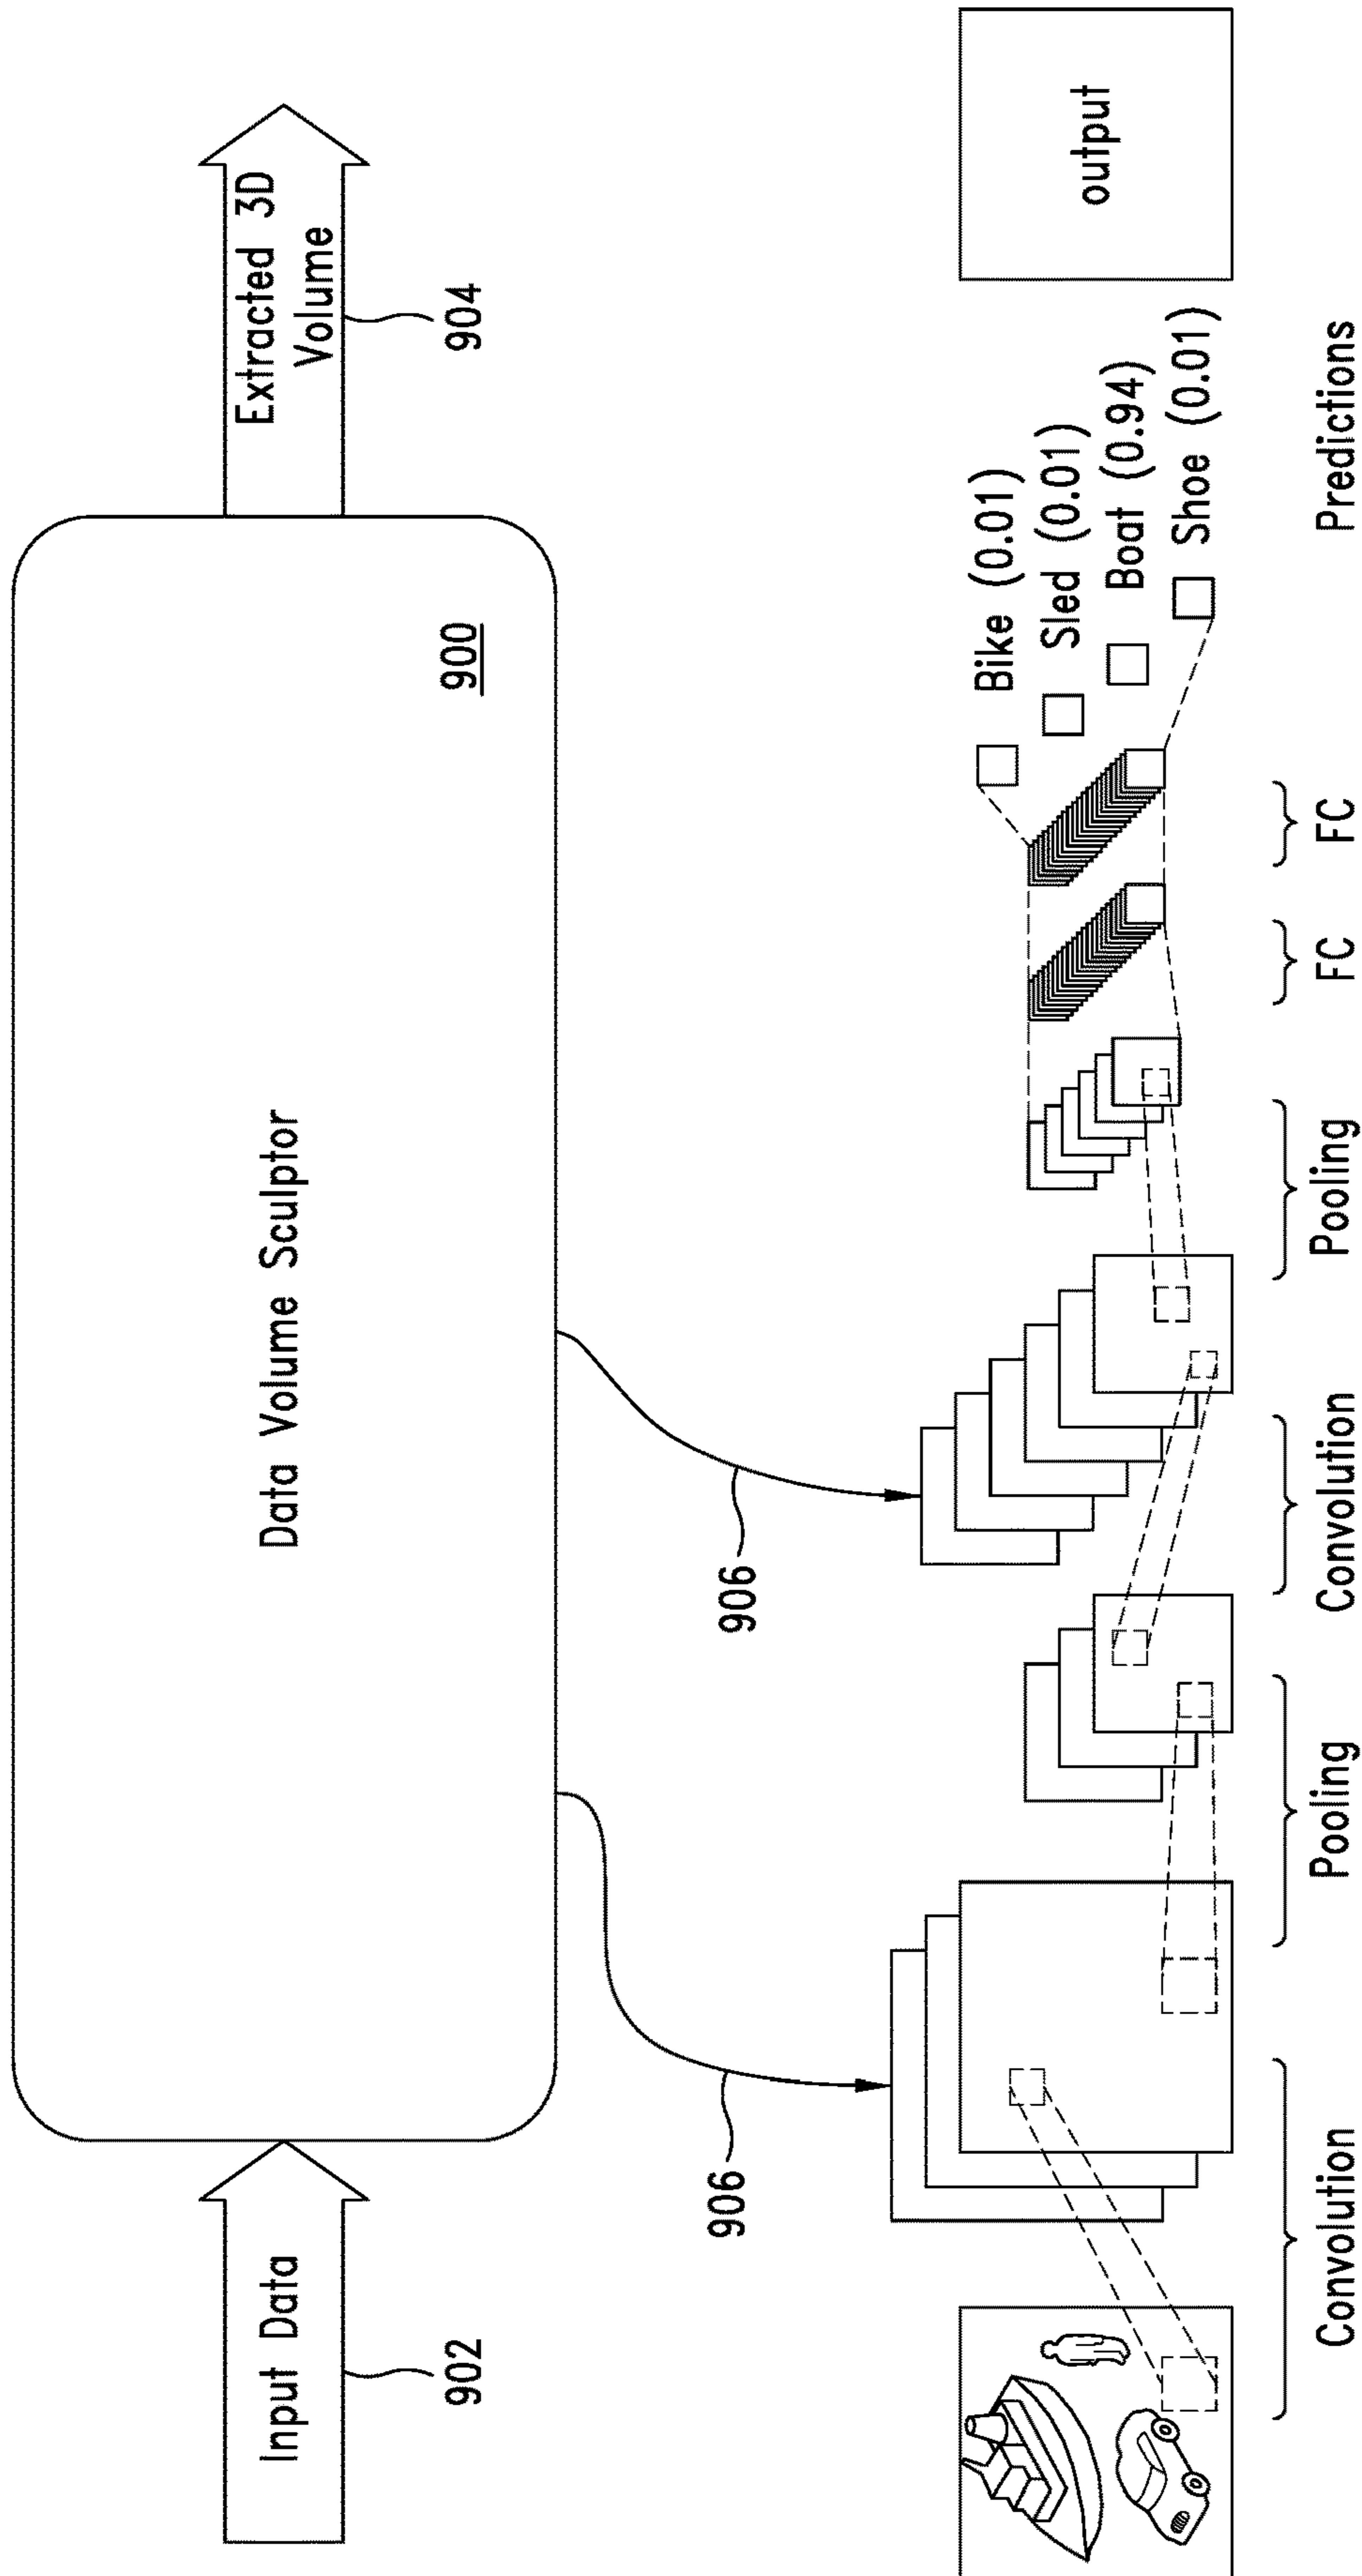 Input Data
902
Data Volume Sculptor
900
Extracted 3D
Volume
904
906
906
Bike (0.01)
Sled (0.01)
Boat (0.94)
Shoe (0.01)
output
Convolution
Pooling
Convolution
Pooling
FC
FC
Predictions